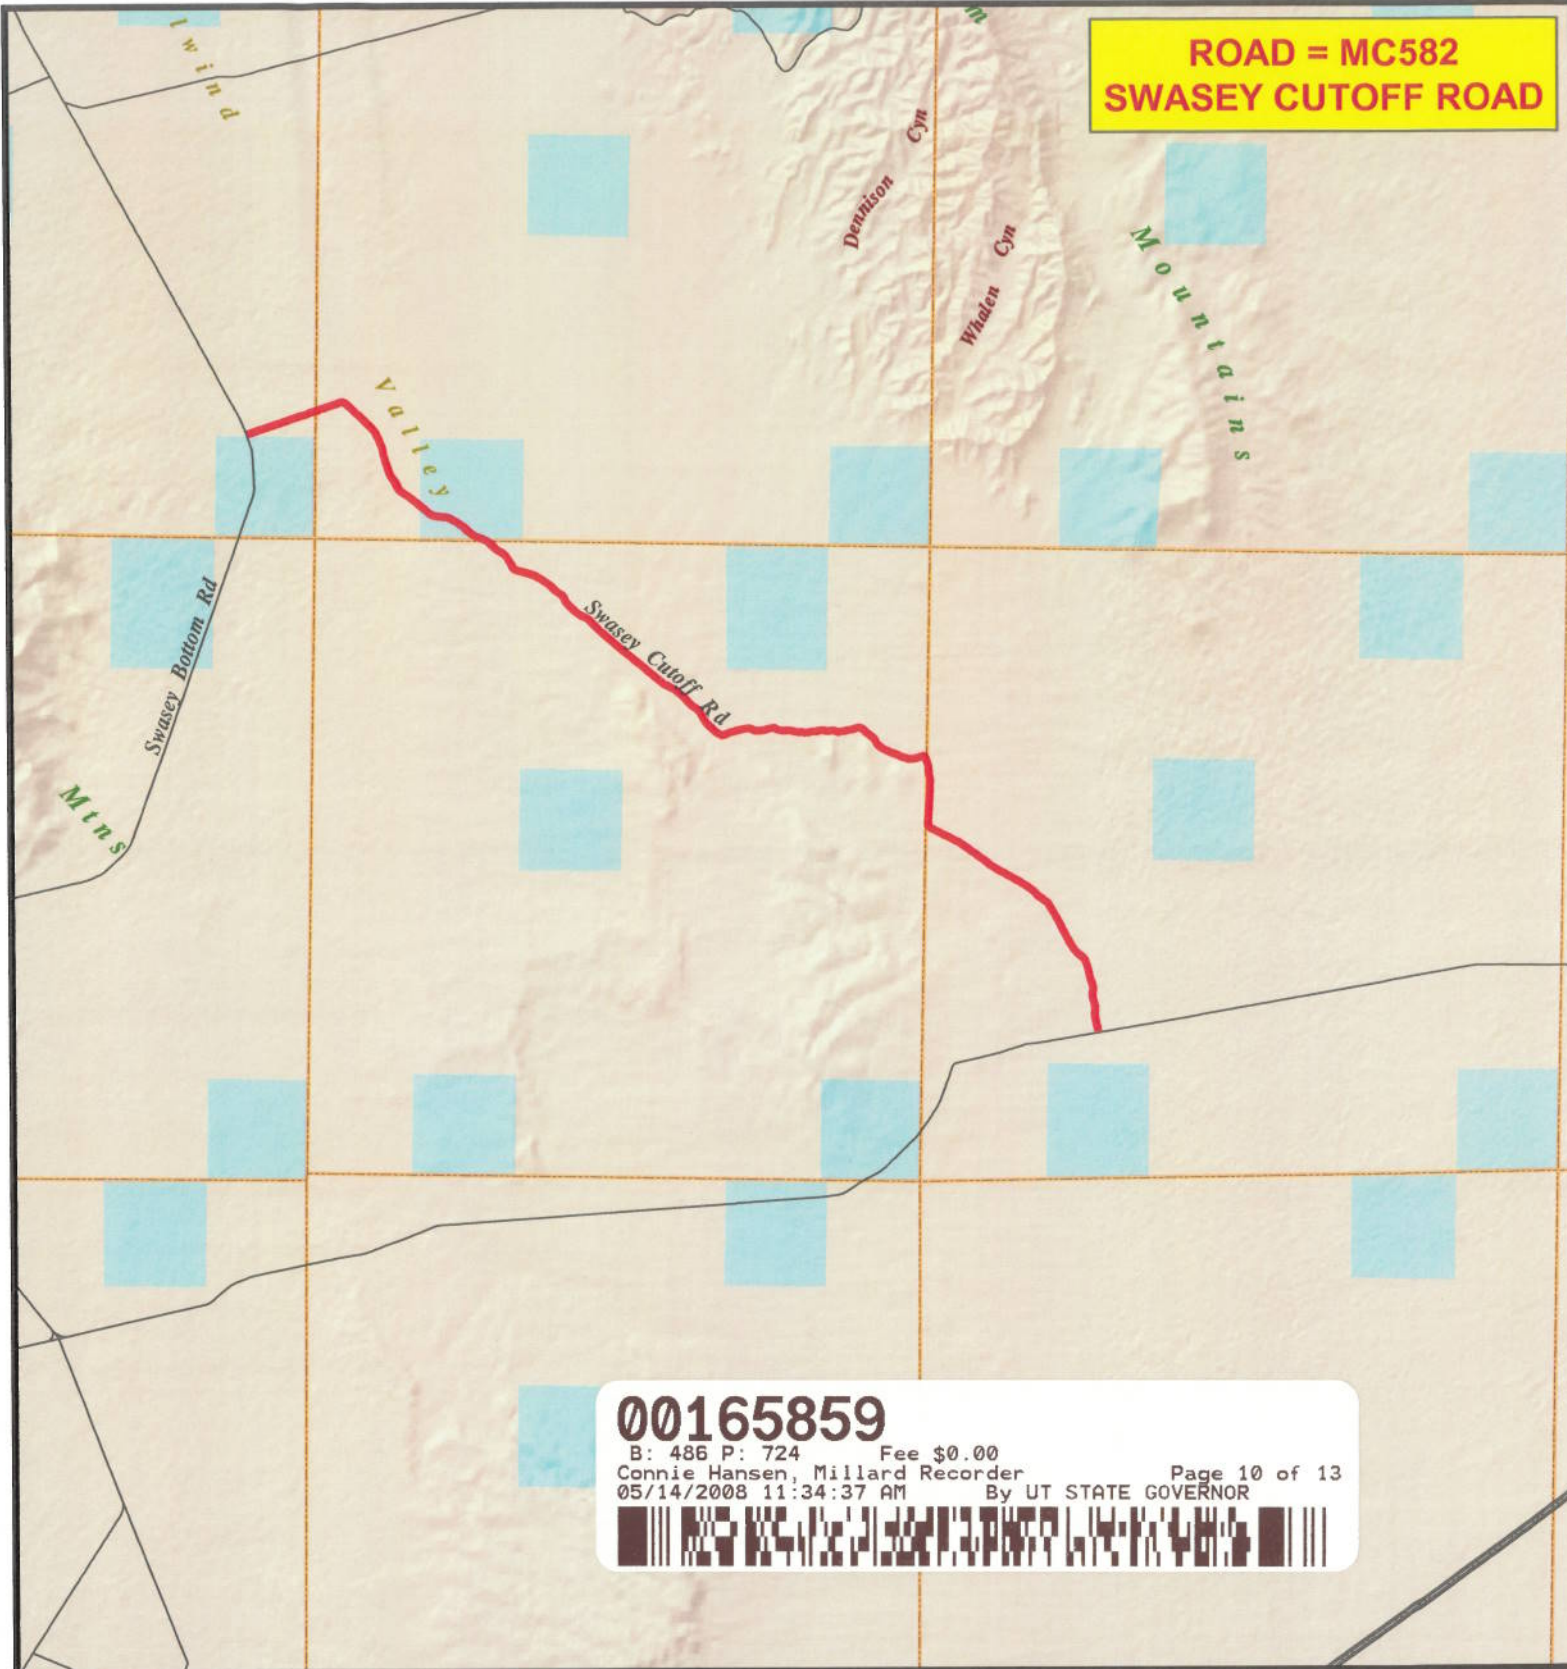 ROAD = MC582
SWASEY CUTOFF ROAD
lwind
m
Dennison Cyn
Whalen Cyn
Mountains
Valley
Swasey Bottom Rd
Swasey Cutoff Rd
Mtns
00165859
B: 486 P: 724 Fee $0.00
Connie Hansen, Millard Recorder Page 10 of 13
05/14/2008 11:34:37 AM By UT STATE GOVERNOR